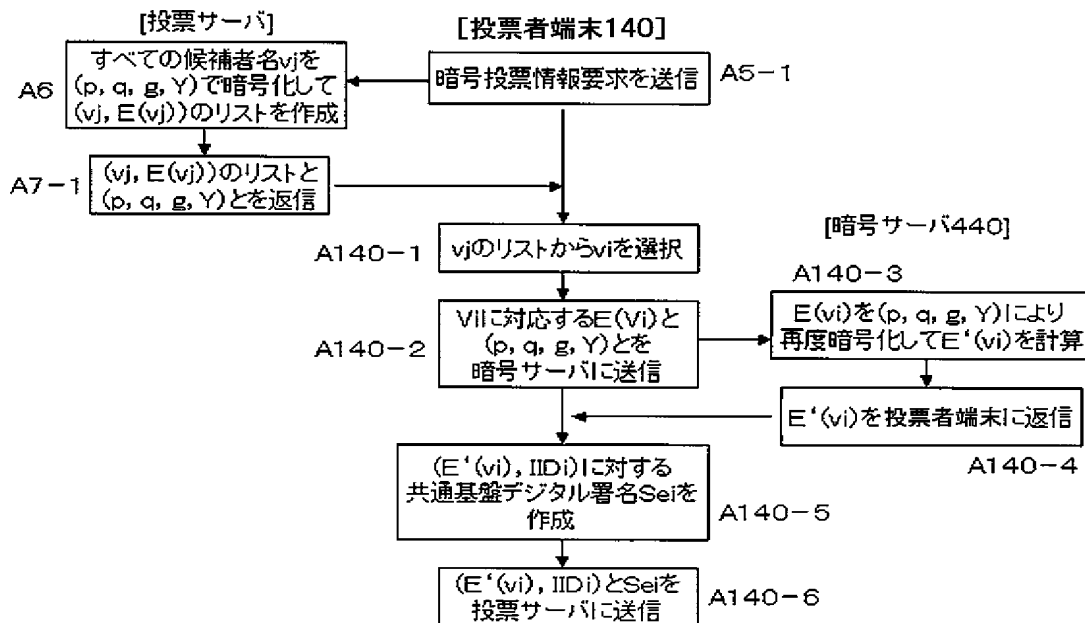 [投票サーバ]
[投票者端末140]
すべての候補者名vjを
(p, q, g, Y)で暗号化して
(vj, E(vj))のリストを作成
A6
暗号投票情報要求を送信
A5-1
(vj, E(vj))のリストと
(p, q, g, Y)とを返信
A7-1
A140-1
vjのリストからviを選択
[暗号サーバ440]
A140-3
A140-2
Viに対応するE(Vi)と
(p, q, g, Y)とを
暗号サーバに送信
E(vi)を(p, q, g, Y)により
再度暗号化してE'(vi)を計算
E'(vi)を投票者端末に返信
A140-4
(E'(vi), IIDi)に対する
共通基盤デジタル署名Seiを
作成
A140-5
(E'(vi), IIDi)とSeiを
投票サーバに送信
A140-6